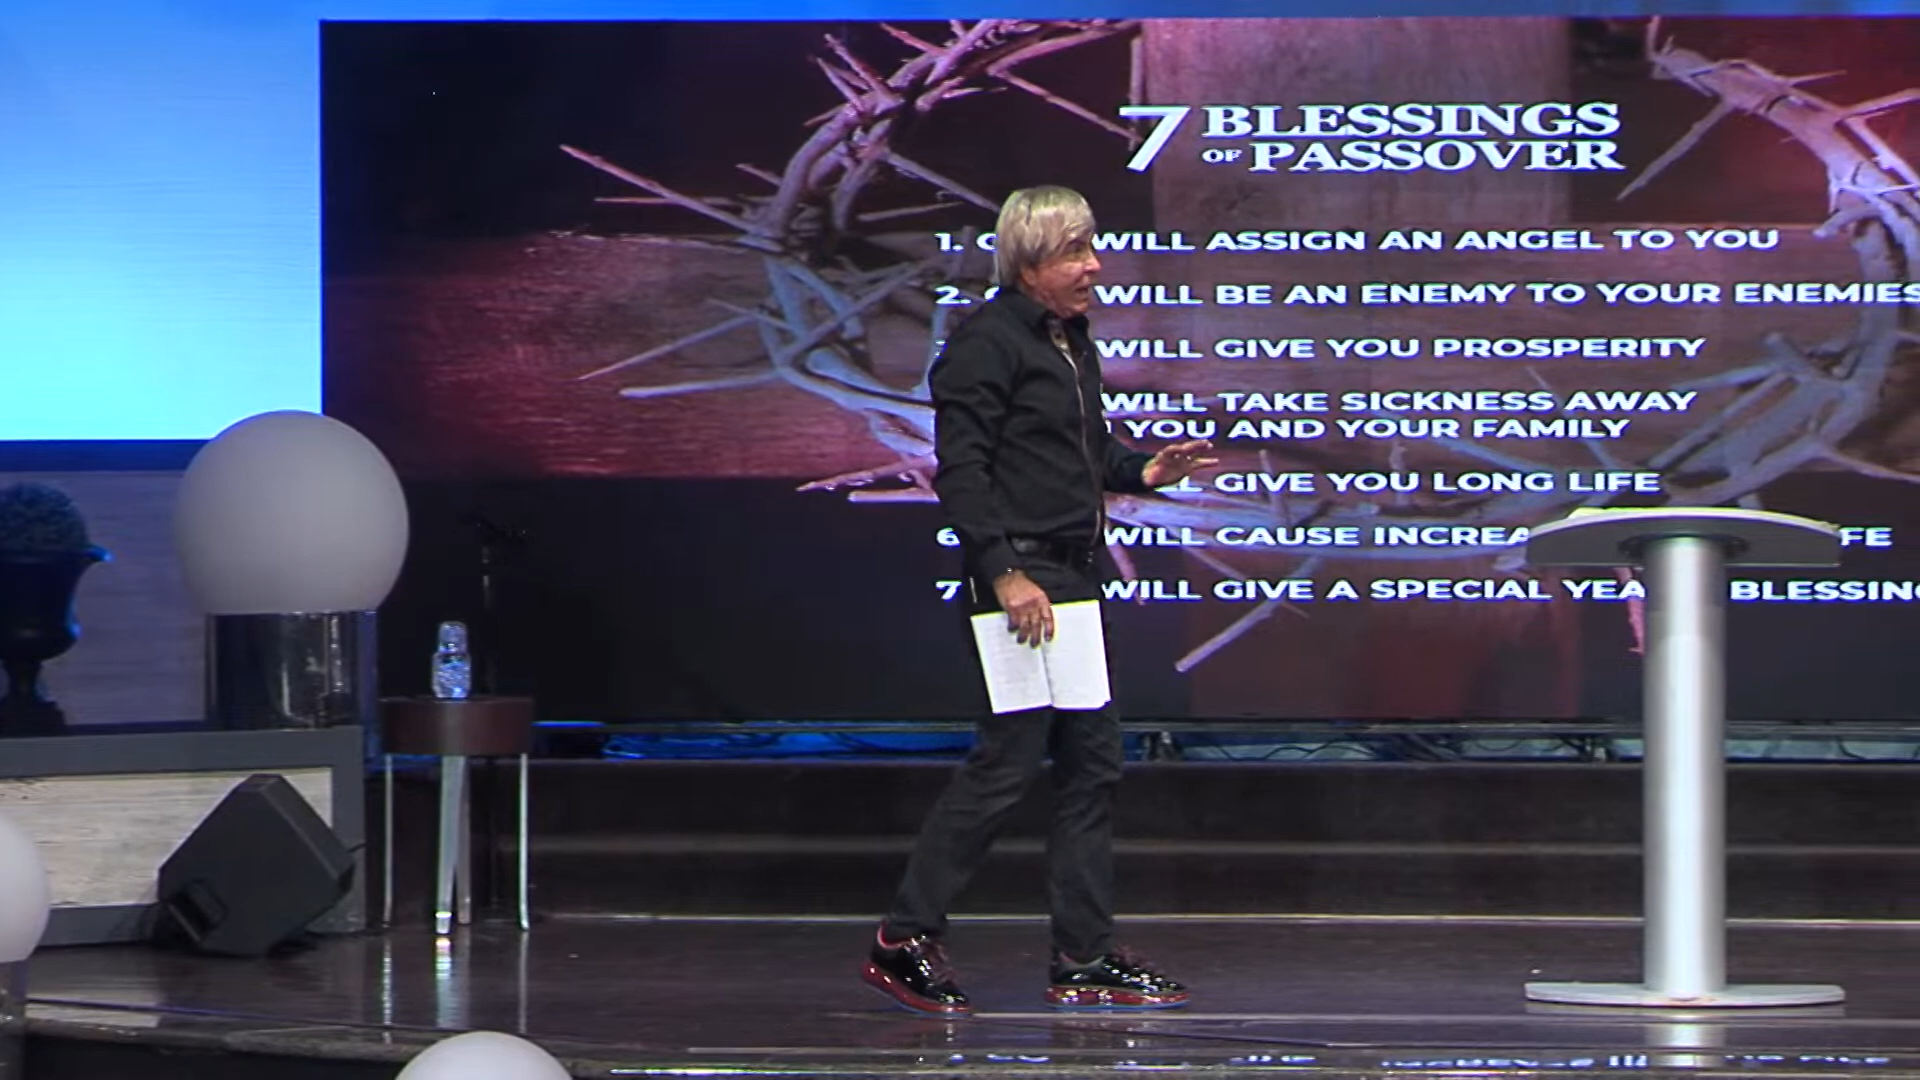 7 BLESSINGS
OF PASSOVER
1. WILL ASSIGN AN ANGEL TO YOU
2. WILL BE AN ENEMY TO YOUR ENEMIES
WILL GIVE YOU PROSPERITY
WILL TAKE SICKNESS AWAY
YOU AND YOUR FAMILY
GIVE YOU LONG LIFE
6 WILL CAUSE
7 WILL GIVE A SPECIAL BLESSING